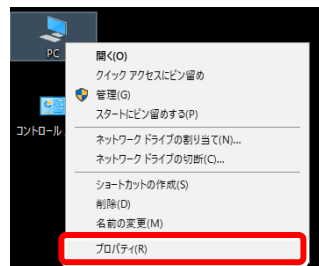 PC
コントロール
開く(O)
クイック アクセスにピン留め
管理(G)
スタートにピン留めする(P)
ネットワーク ドライブの割り当て(N)...
ネットワーク ドライブの切断(C)...
ショートカットの作成(S)
削除(D)
名前の変更(M)
プロパティ(R)